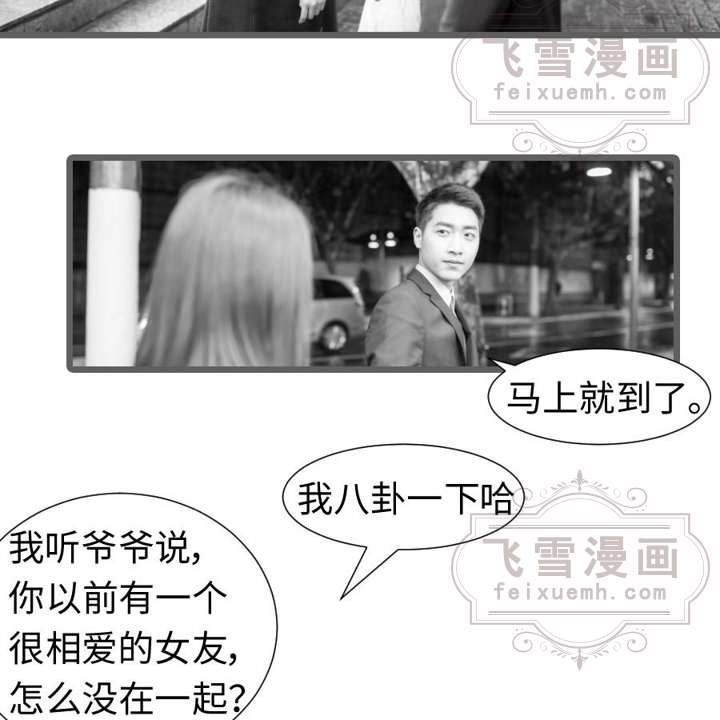 飞雪漫画
feixuemh.com
马上就到了。
我八卦一下哈
我听爷爷说，
你以前有一个
很相爱的女友，
怎么没在一起？
飞雪漫画
feixuemh.com